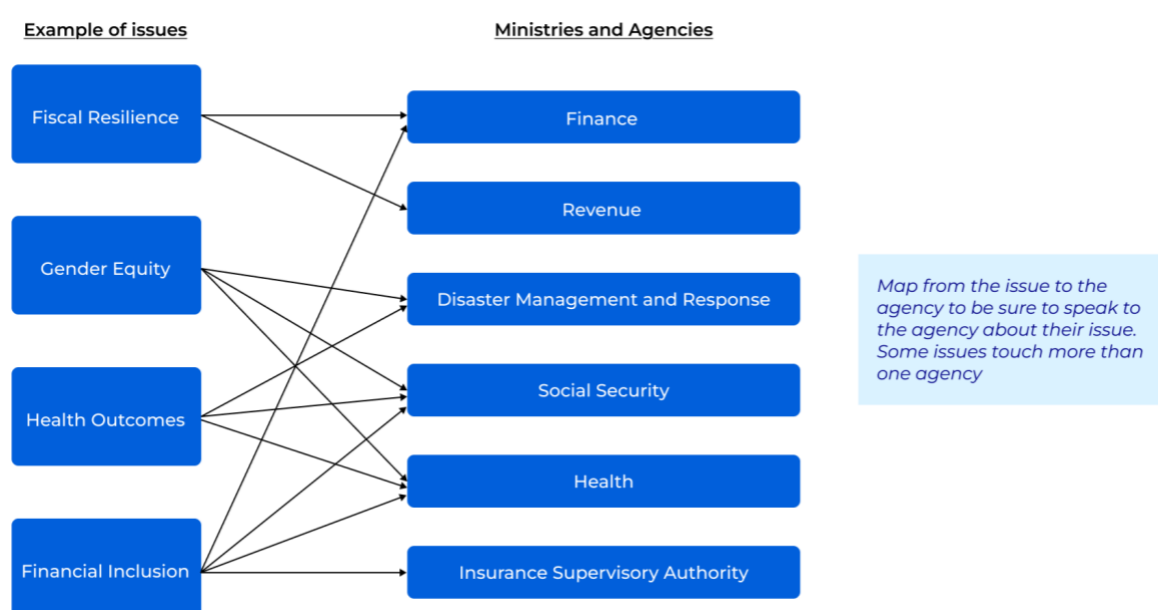 Example of issues
Ministries and Agencies
Fiscal Resilience
Gender Equity
Health Outcomes
Financial Inclusion
Finance
Revenue
Disaster Management and Response
Social Security
Health
Insurance Supervisory Authority
Map from the issue to the
agency to be sure to speak to
the agency about their issue.
Some issues touch more than
one agency